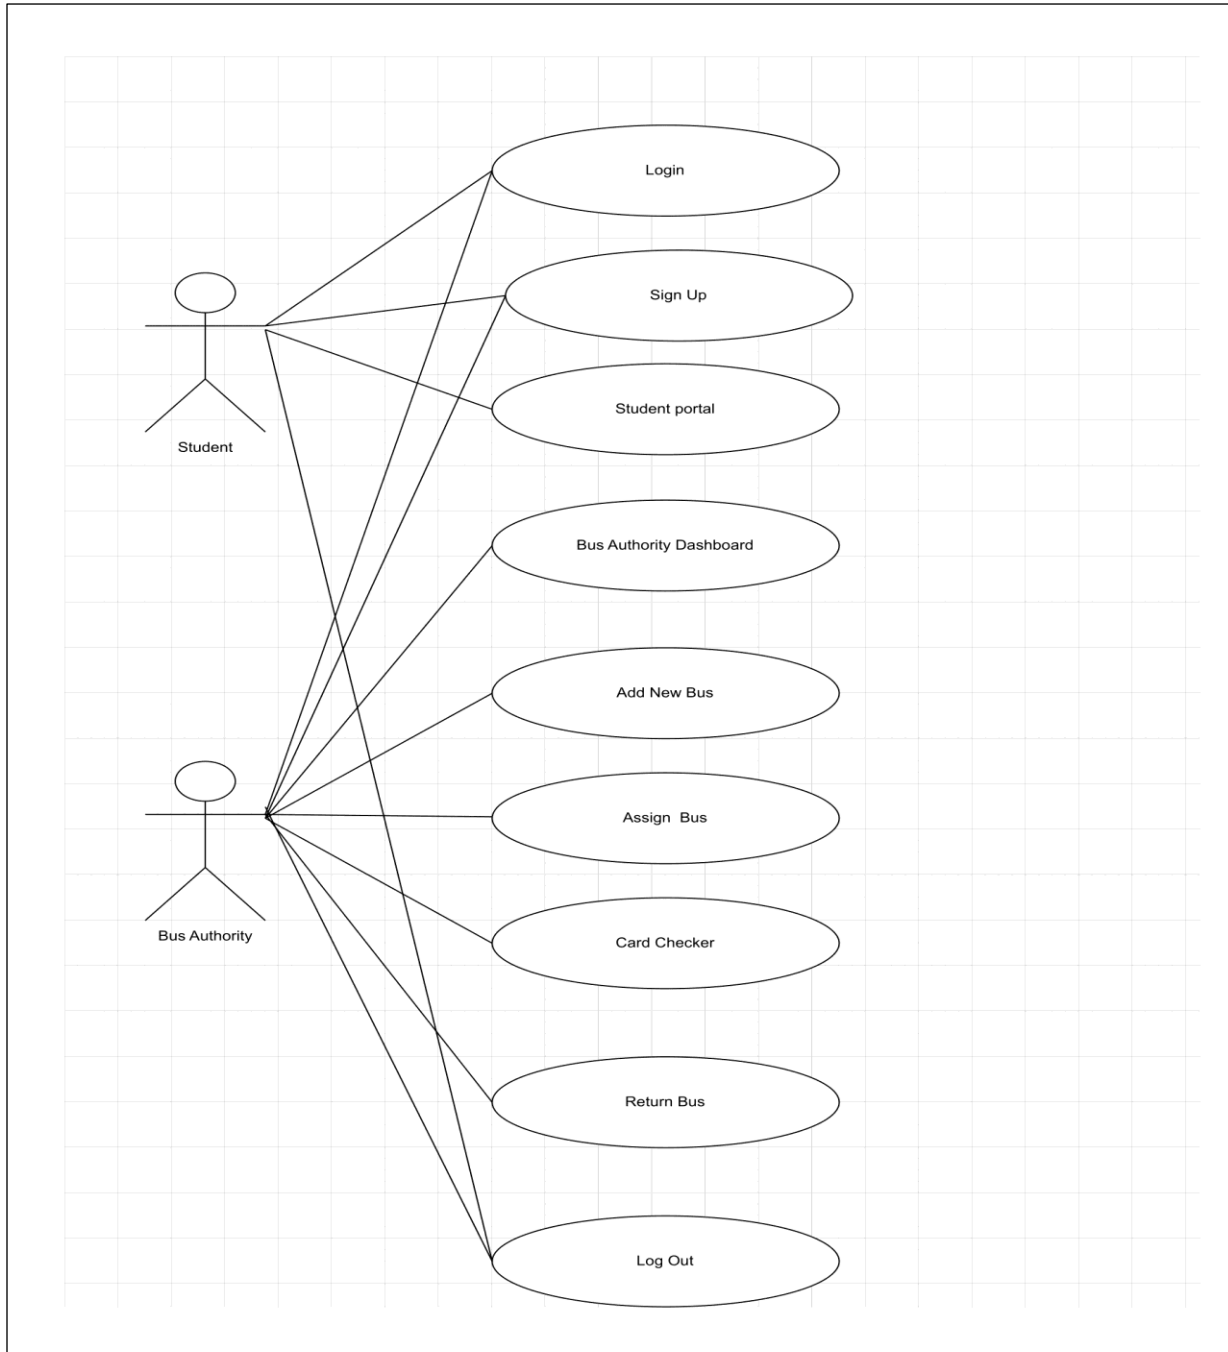 Login
Sign Up
Student portal
Student
Bus Authority Dashboard
Add New Bus
Assign  Bus
Bus Authority
Card Checker
Return Bus
Log Out